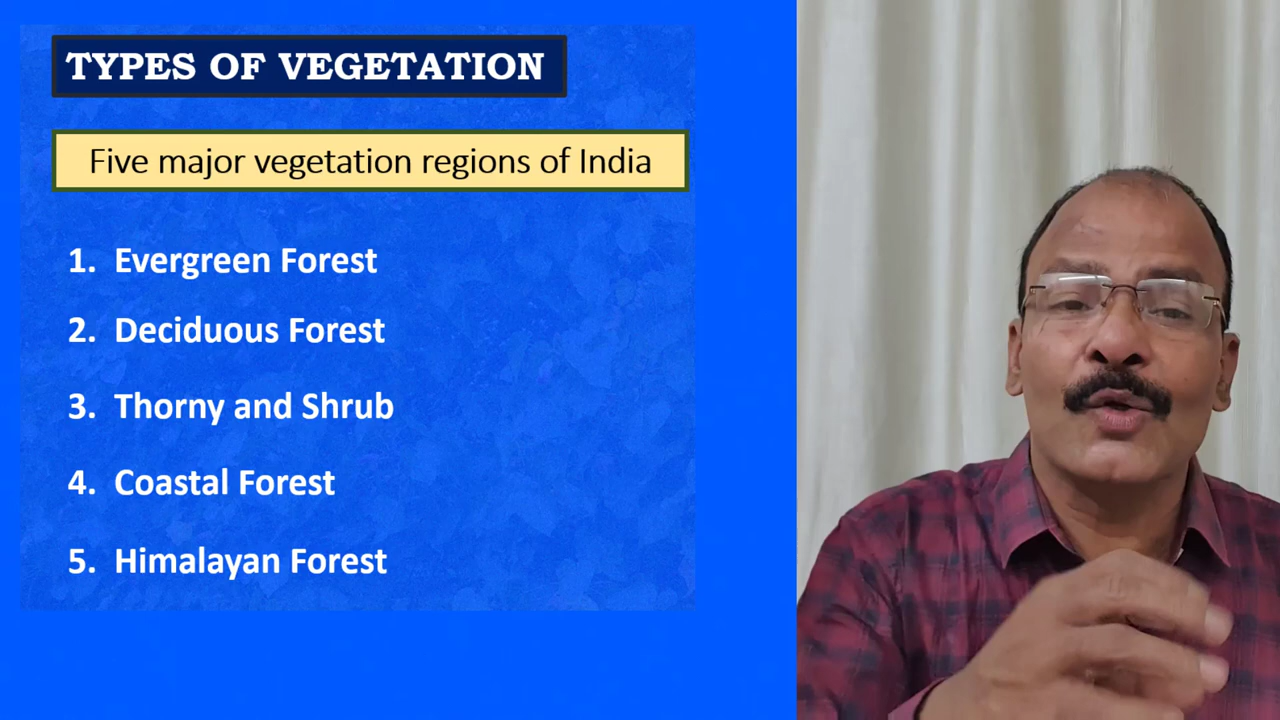 TYPES OF VEGETATION
Five major vegetation regions of India
1. Evergreen Forest
2. Deciduous Forest
3. Thorny and Shrub
4. Coastal Forest
5. Himalayan Forest